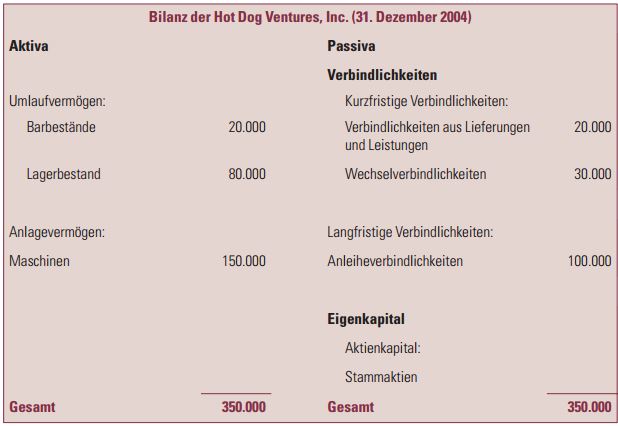 Bilanz der Hot Dog Ventures, Inc. (31. Dezember 2004)
Aktiva Passiva
Verbindlichkeiten
Umlaufvermögen: Kurzfristige Verbindlichkeiten:
Barbestände 20.000 Verbindlichkeiten aus Lieferungen 20.000
und Leistungen
Lagerbestand 80.000 Wechselverbindlichkeiten 30.000
Anlagevermögen: Langfristige Verbindlichkeiten:
Maschinen 150.000 Anleiheverbindlichkeiten 100.000
Eigenkapital
Aktienkapital:
Stammaktien
Gesamt 350.000 Gesamt 350.000